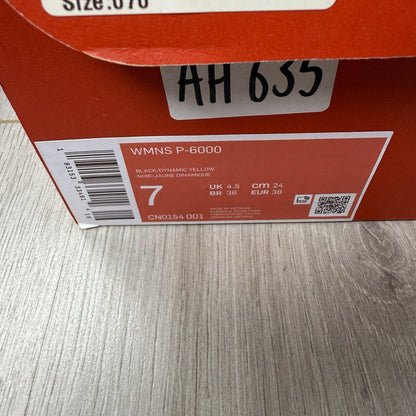 Size:070
AH 635
WMNS P-6000
BLACK/DYNAMIC YELLOW
NOIR/JAUNE DINAMIQUE
7
UK 4.5 cm 24
BR 36 EUR 38
CN0154 001